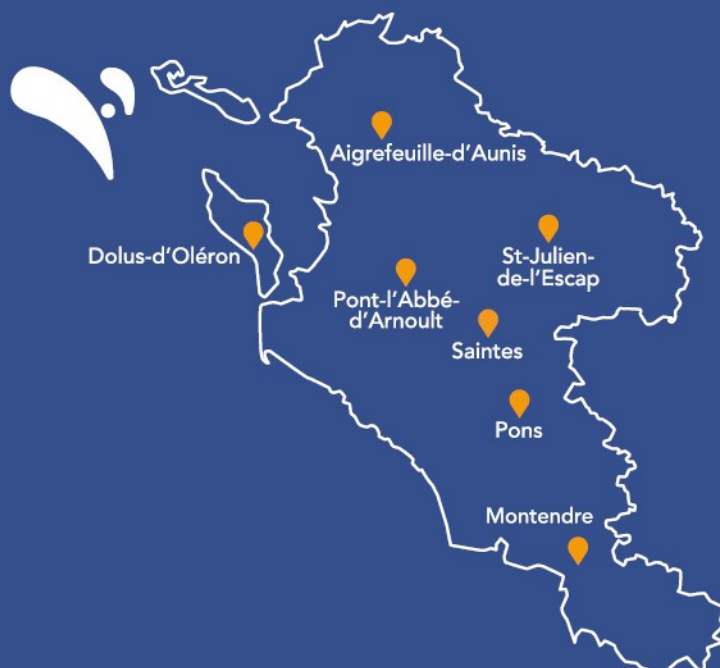 Aigrefeuille-d'Aunis
Dolus-d'Oléron
St-Julien-
de-l'Escap
Pont-l'Abbé-
d'Arnoult
Saintes
Pons
Montendre